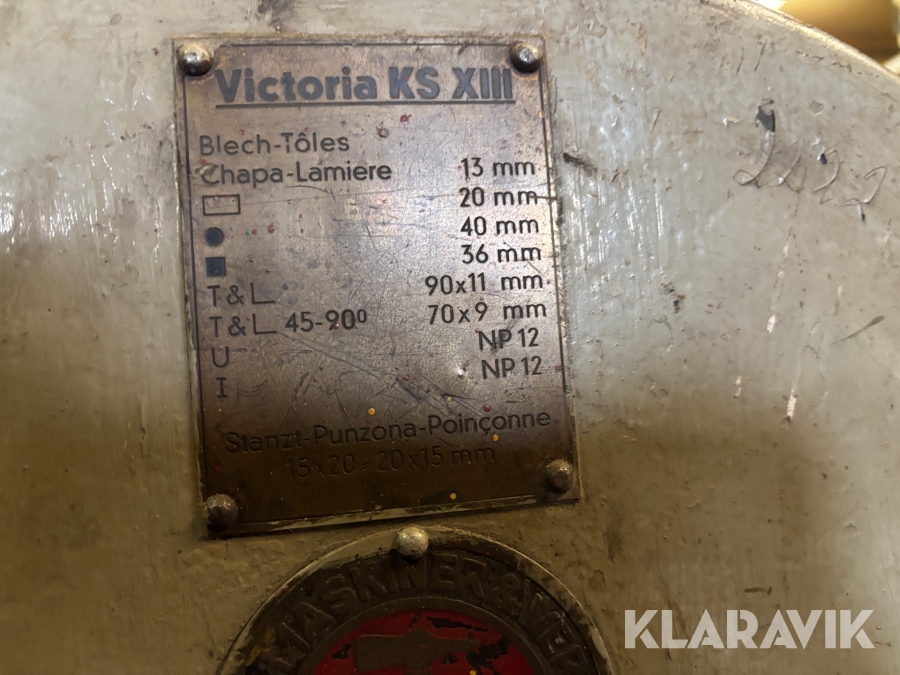 Victoria KS XIII
Blech-Tôles
Chapa-Lamiere 13 mm
20 mm
40 mm
36 mm
T & L 90x11 mm
T & L 45-90° 70x9 mm
U NP 12
I NP 12
Stanzt-Punzona-Poinçonne
15x20 = 20x15 mm
KLARAVIK